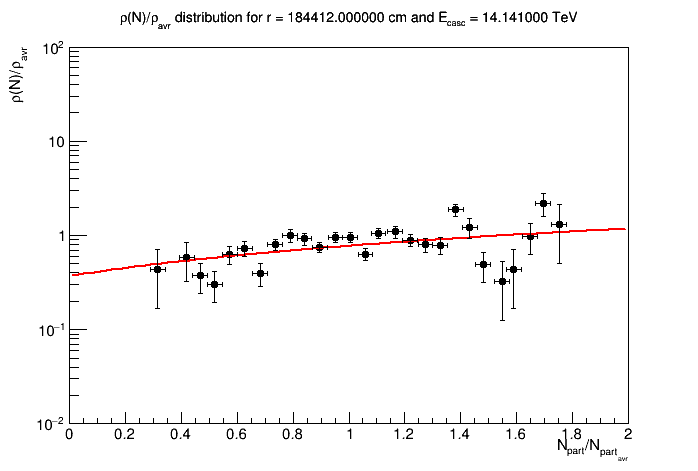 ρ(N)/ρavr distribution for r = 184412.000000 cm and Ecasc = 14.141000 TeV
ρ(N)/ρavr
10²
10
1
10⁻¹
10⁻²
0 0.2 0.4 0.6 0.8 1 1.2 1.4 1.6 1.8 2
Npart/Npartavr